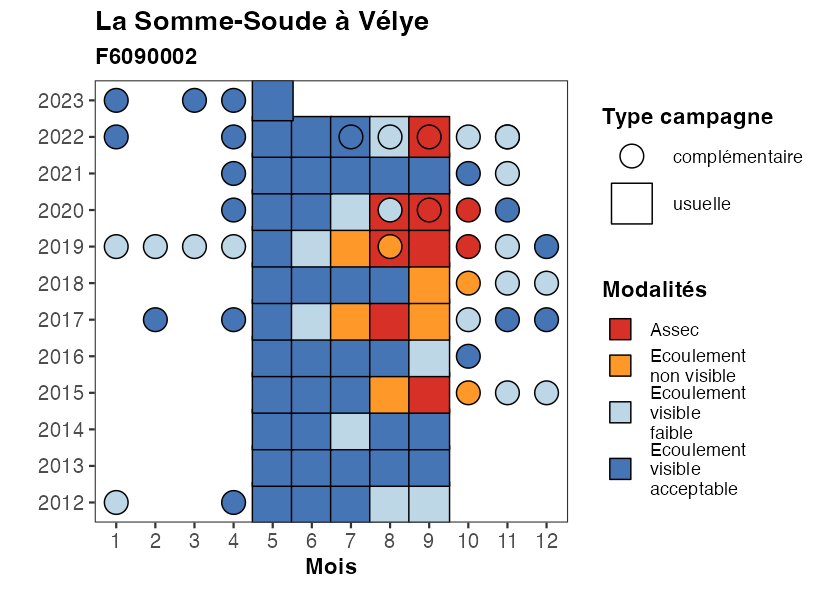 La Somme-Soude à Vélye
F6090002
2023
2022
2021
2020
2019
2018
2017
2016
2015
2014
2013
2012
1 2 3 4 5 6 7 8 9 10 11 12
Mois
Type campagne
complémentaire
usuelle
Modalités
Assec
Ecoulement
non visible
Ecoulement
visible
faible
Ecoulement
visible
acceptable